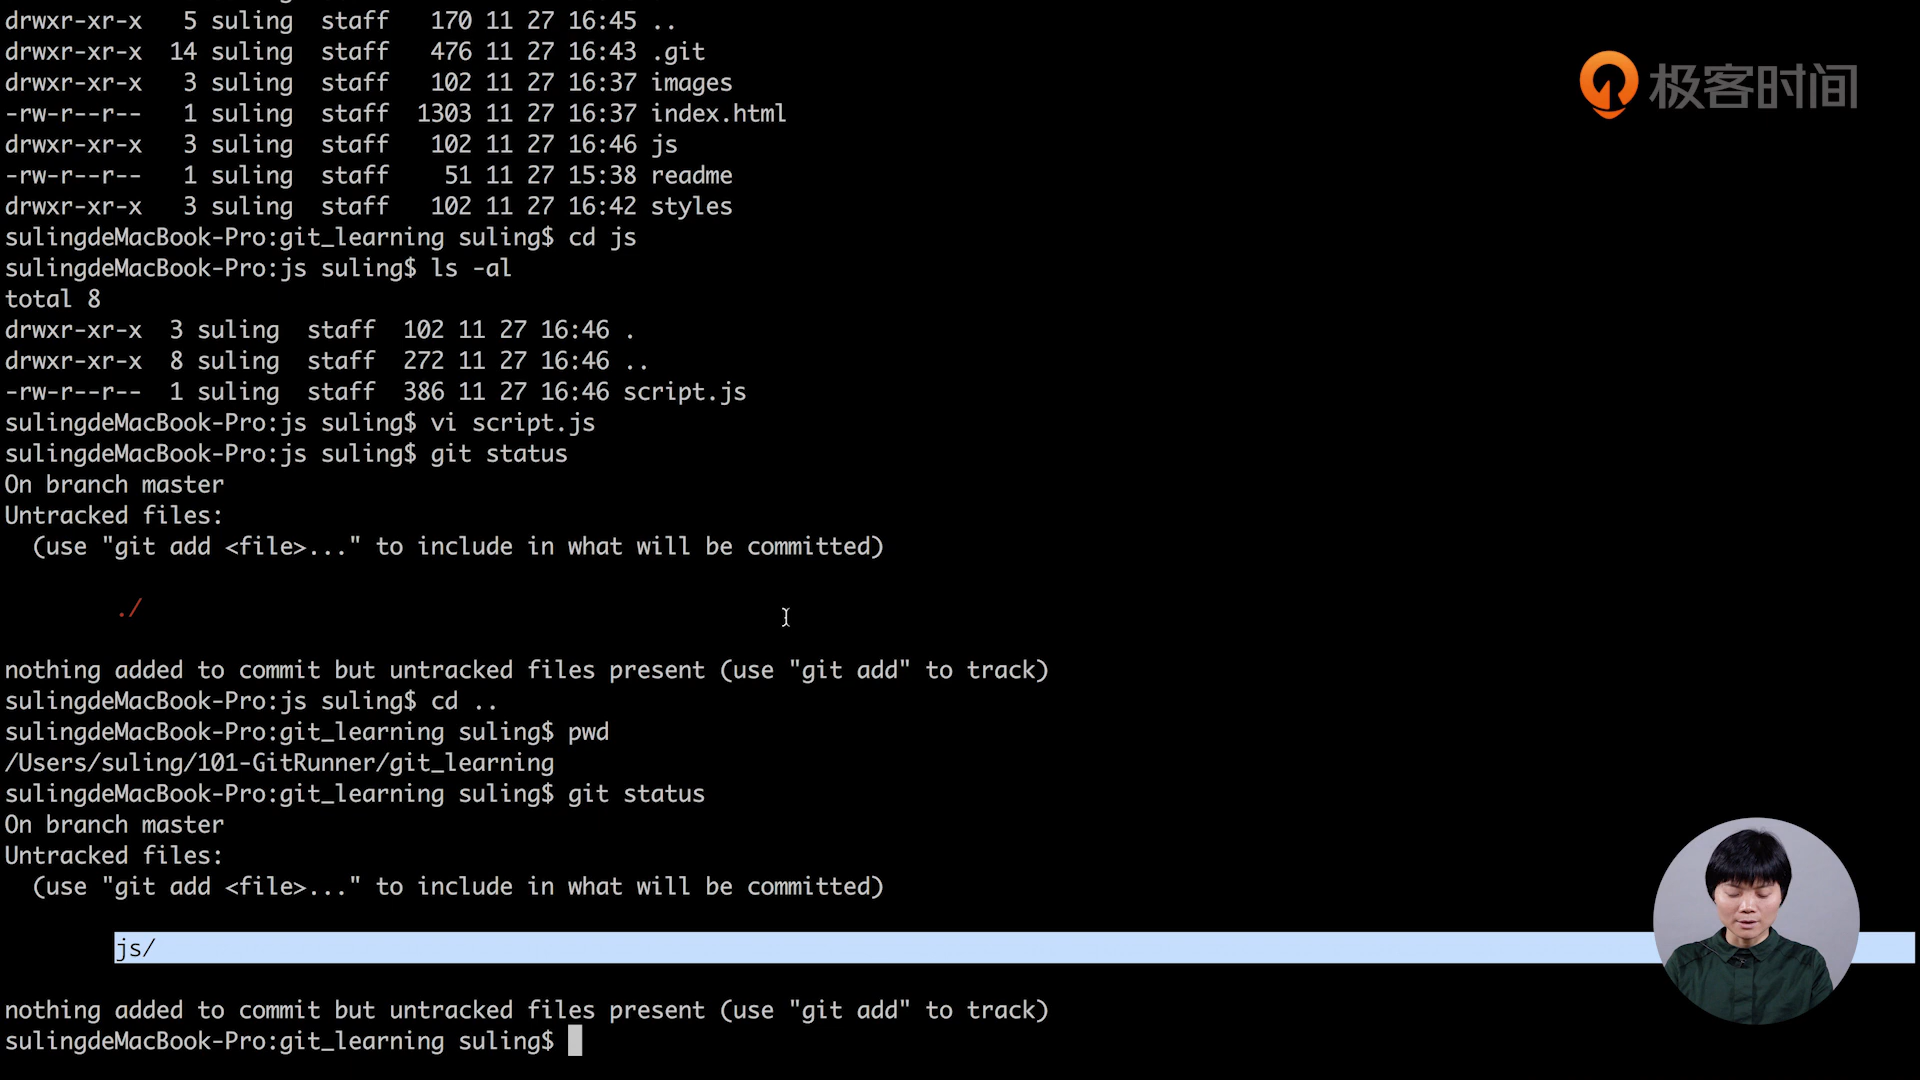 drwxr-xr-x   5 suling  staff   170 11 27 16:45 ..
drwxr-xr-x  14 suling  staff   476 11 27 16:43 .git
极客时间
drwxr-xr-x   3 suling  staff   102 11 27 16:37 images
-rw-r--r--   1 suling  staff  1303 11 27 16:37 index.html
drwxr-xr-x   3 suling  staff   102 11 27 16:46 js
-rw-r--r--   1 suling  staff    51 11 27 15:38 readme
drwxr-xr-x   3 suling  staff   102 11 27 16:42 styles
sulingdeMacBook-Pro:git_learning suling$ cd js
sulingdeMacBook-Pro:js suling$ ls -al
total 8
drwxr-xr-x  3 suling  staff  102 11 27 16:46 .
drwxr-xr-x  8 suling  staff  272 11 27 16:46 ..
-rw-r--r--  1 suling  staff  386 11 27 16:46 script.js
sulingdeMacBook-Pro:js suling$ vi script.js
sulingdeMacBook-Pro:js suling$ git status
On branch master
Untracked files:
  (use "git add <file>..." to include in what will be committed)
        ./
nothing added to commit but untracked files present (use "git add" to track)
sulingdeMacBook-Pro:js suling$ cd ..
sulingdeMacBook-Pro:git_learning suling$ pwd
/Users/suling/101-GitRunner/git_learning
sulingdeMacBook-Pro:git_learning suling$ git status
On branch master
Untracked files:
  (use "git add <file>..." to include in what will be committed)
        js/
nothing added to commit but untracked files present (use "git add" to track)
sulingdeMacBook-Pro:git_learning suling$